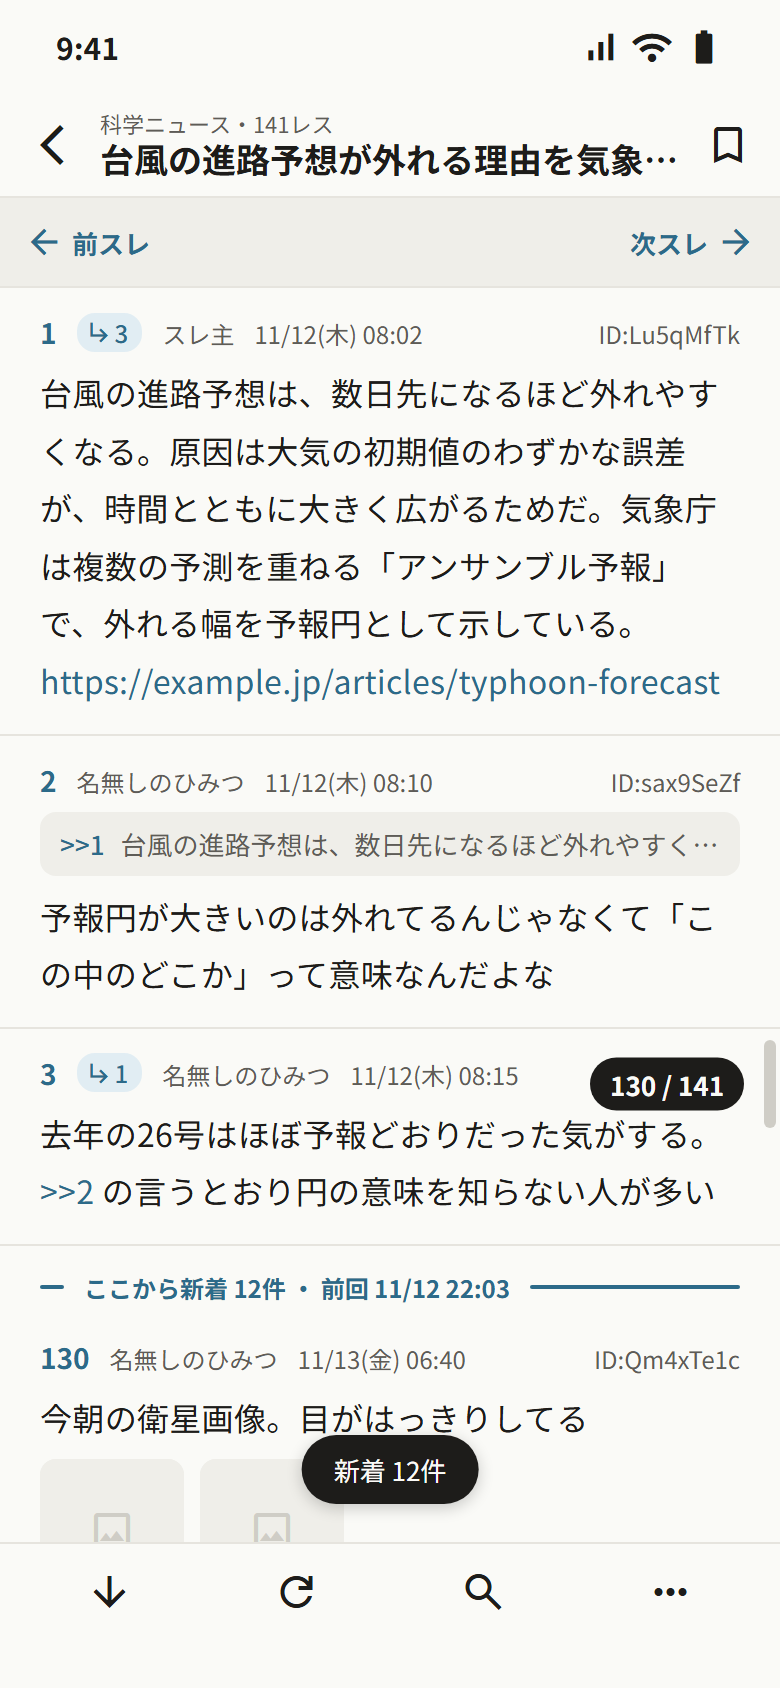 9:41
科学ニュース・141レス
台風の進路予想が外れる理由を気象…
前スレ
次スレ
1 3 スレ主 11/12(木) 08:02 ID:Lu5qMfTk
台風の進路予想は、数日先になるほど外れやす
くなる。原因は大気の初期値のわずかな誤差
が、時間とともに大きく広がるためだ。気象庁
は複数の予測を重ねる「アンサンブル予報」
で、外れる幅を予報円として示している。
https://example.jp/articles/typhoon-forecast
2 名無しのひみつ 11/12(木) 08:10 ID:sax9SeZf
>>1 台風の進路予想は、数日先になるほど外れやすく…
予報円が大きいのは外れてるんじゃなくて「こ
の中のどこか」って意味なんだよな
3 1 名無しのひみつ 11/12(木) 08:15
130 / 141
去年の26号はほぼ予報どおりだった気がする。
>>2 の言うとおり円の意味を知らない人が多い
ここから新着 12件 ・ 前回 11/12 22:03
130 名無しのひみつ 11/13(金) 06:40 ID:Qm4xTe1c
今朝の衛星画像。目がはっきりしてる
新着 12件